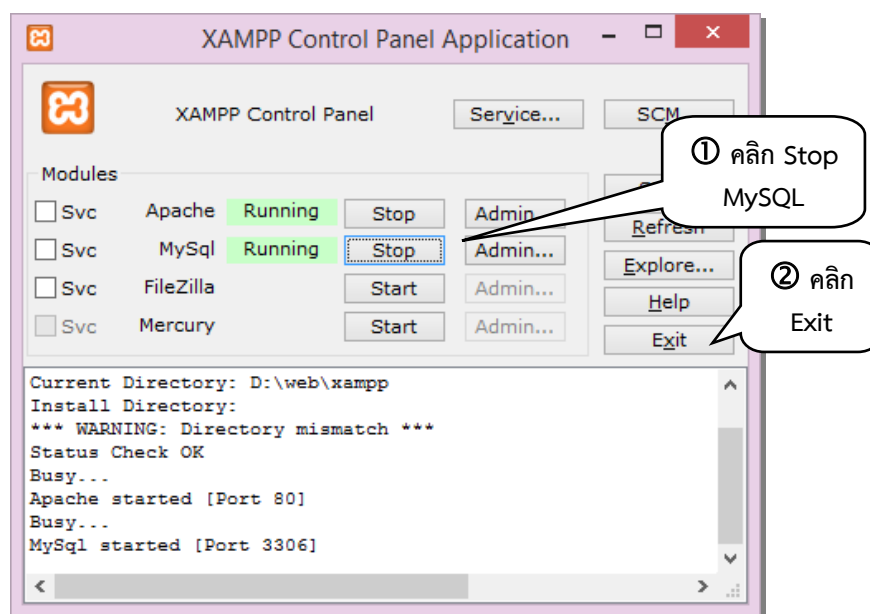 XAMPP Control Panel Application
XAMPP Control Panel Service... SCM...
① คลิก Stop
MySQL
Modules
Svc Apache Running Stop Admin...
Refresh
Svc MySql Running Stop Admin...
Explore...
② คลิก
Exit
Svc FileZilla Start Admin...
Help
Svc Mercury Start Admin...
Exit
Current Directory: D:\web\xampp
Install Directory:
*** WARNING: Directory mismatch ***
Status Check OK
Busy...
Apache started [Port 80]
Busy...
MySql started [Port 3306]